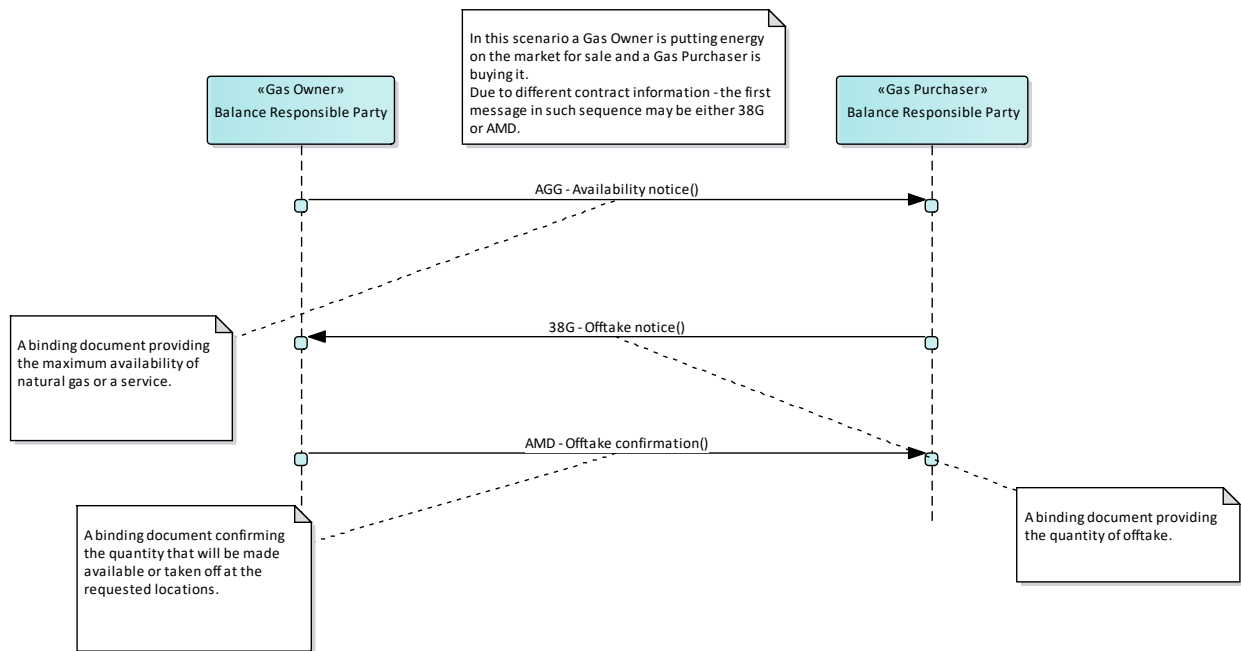 In this scenario a Gas Owner is putting energy
on the market for sale and a Gas Purchaser is
buying it.
Due to different contract information - the first
message in such sequence may be either 38G
or AMD.
«Gas Owner»
Balance Responsible Party
«Gas Purchaser»
Balance Responsible Party
AGG - Availability notice()
A binding document providing
the maximum availability of
natural gas or a service.
38G - Offtake notice()
AMD - Offtake confirmation()
A binding document confirming
the quantity that will be made
available or taken off at the
requested locations.
A binding document providing
the quantity of offtake.